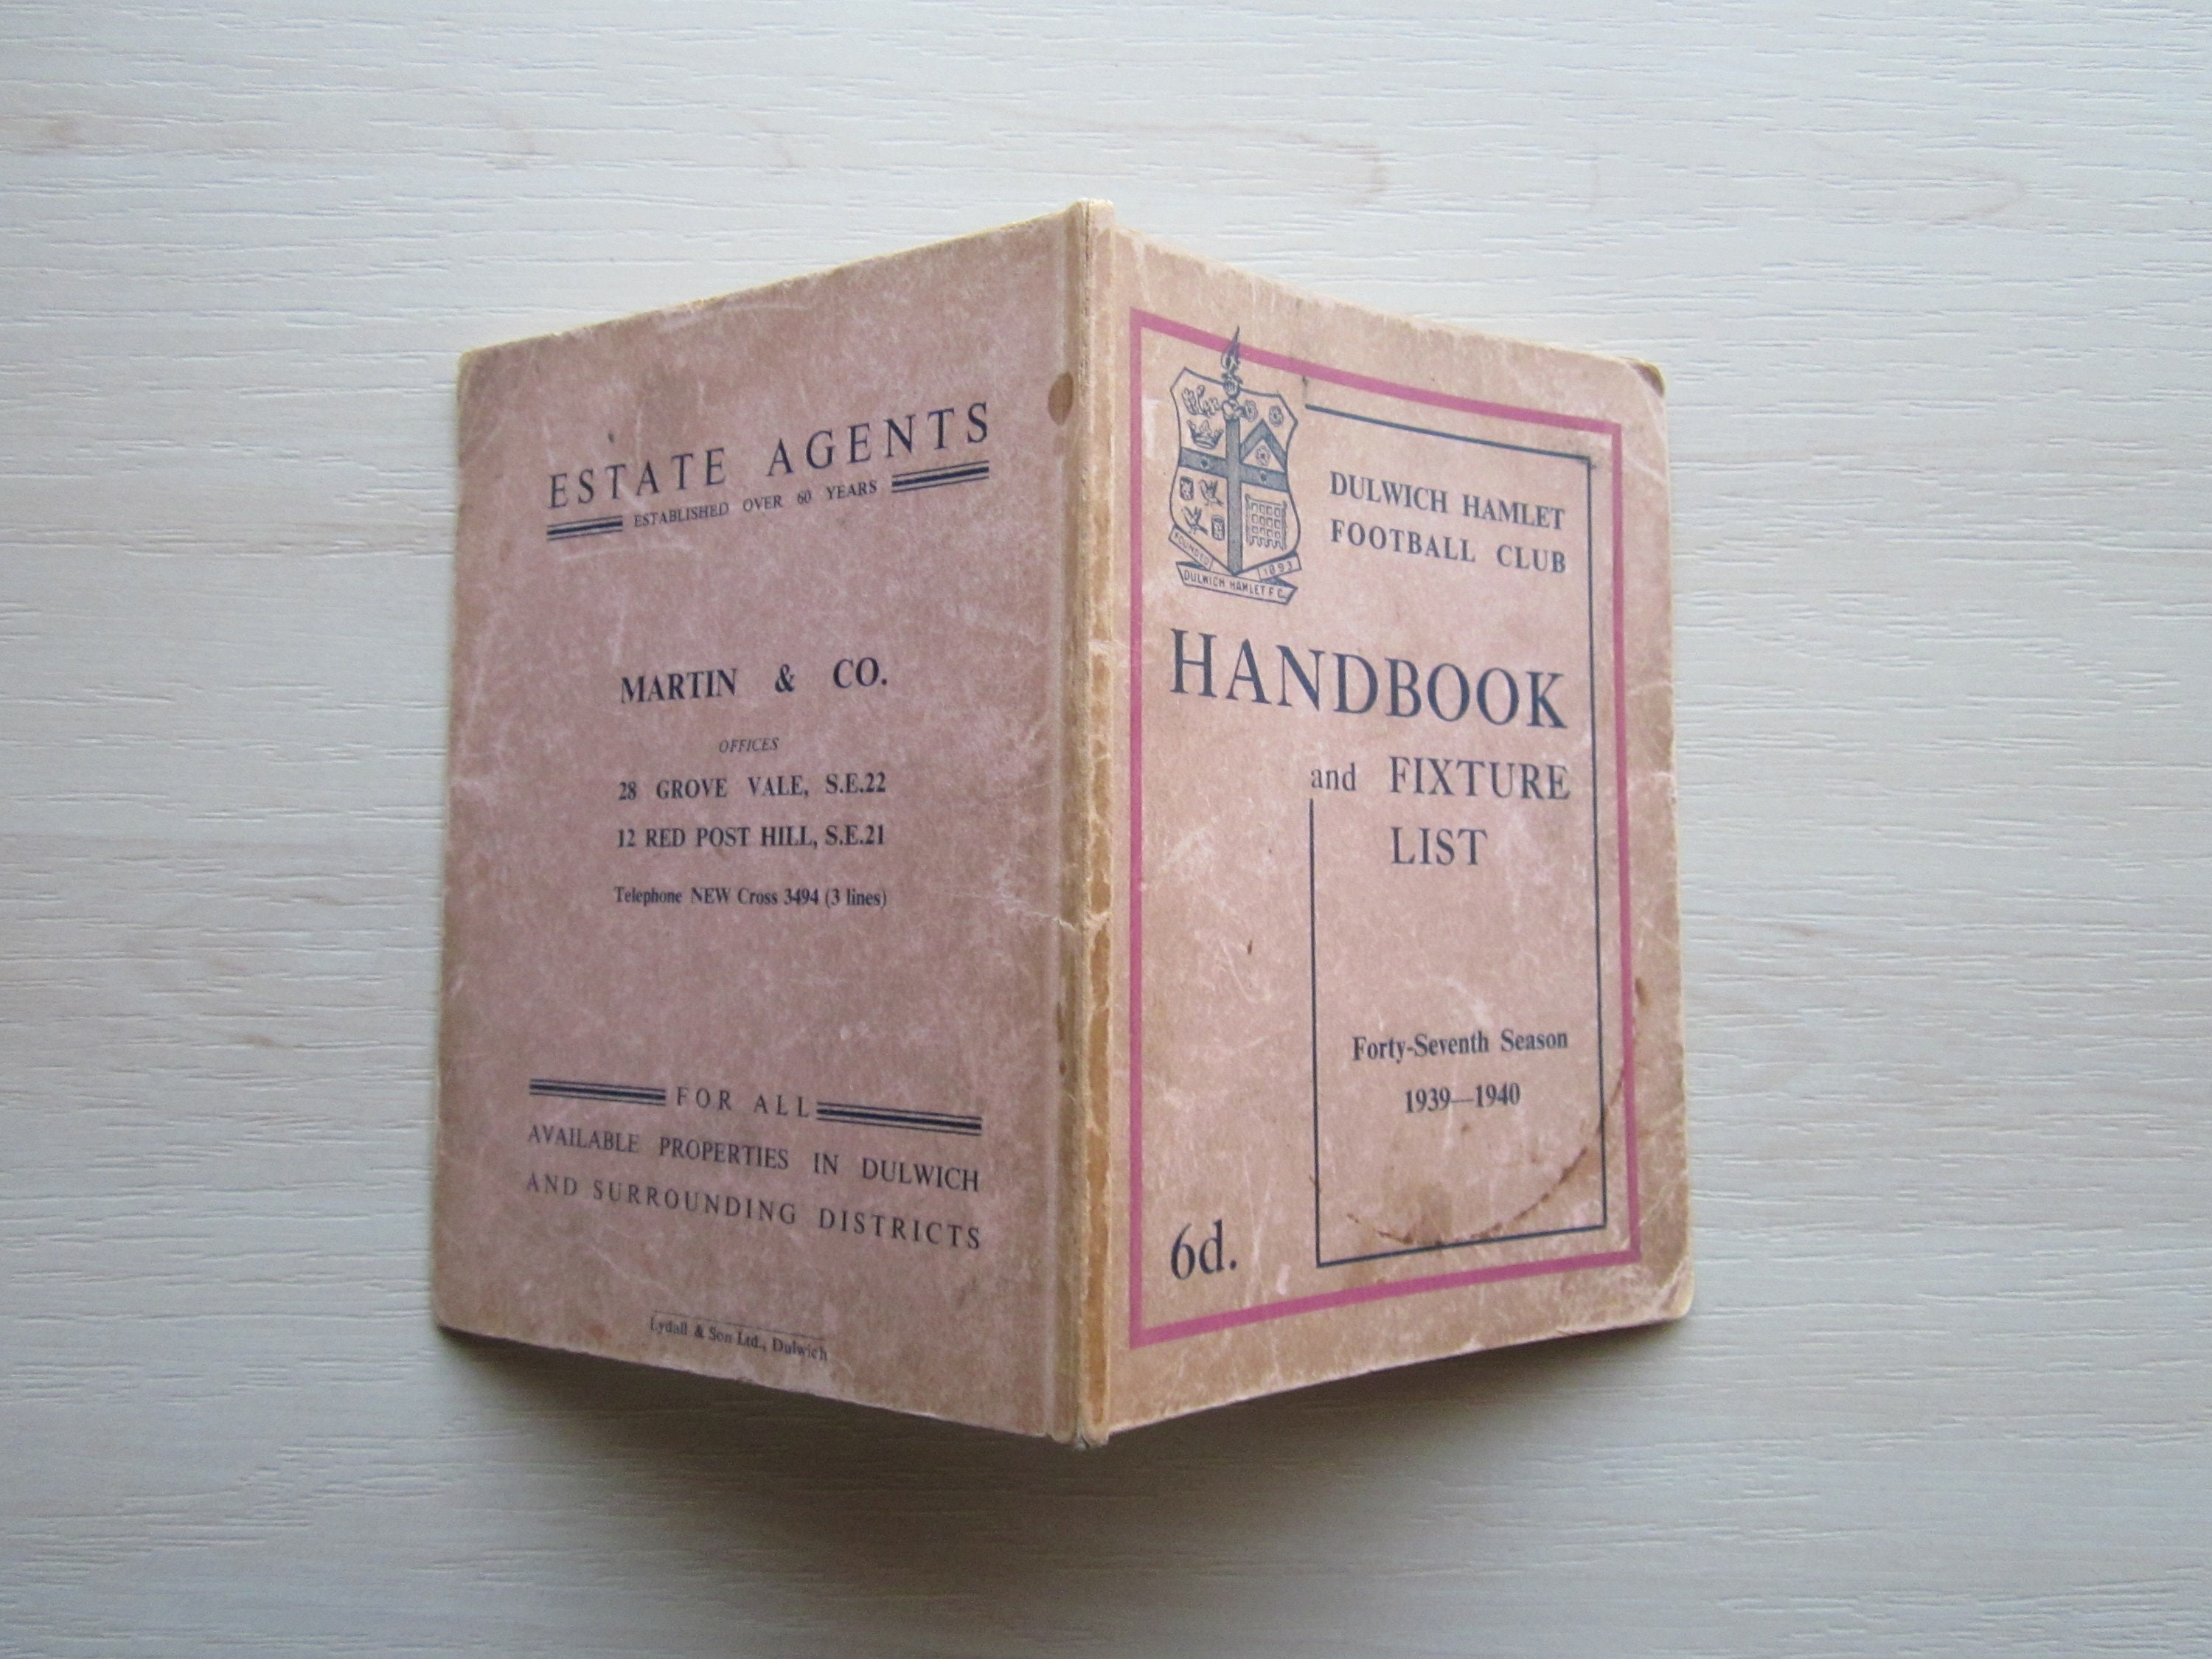 ESTATE AGENTS
ESTABLISHED OVER 60 YEARS
MARTIN & CO.
OFFICES
28 GROVE VALE, S.E.22
12 RED POST HILL, S.E.21
Telephone NEW Cross 3494 (3 lines)
FOR ALL
AVAILABLE PROPERTIES IN DULWICH
AND SURROUNDING DISTRICTS
Lydall & Son Ltd., Dulwich
FOUNDED 1893
DULWICH HAMLET F.C.
DULWICH HAMLET
FOOTBALL CLUB
HANDBOOK
and FIXTURE
LIST
Forty-Seventh Season
1939—1940
6d.